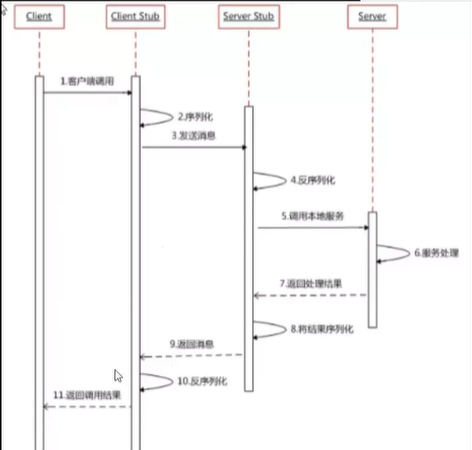 Client
Client Stub
Server Stub
Server
1.客户端调用
2.序列化
3.发送消息
4.反序列化
5.调用本地服务
6.服务处理
7.返回处理结果
8.将结果序列化
9.返回消息
10.反序列化
11.返回调用结果